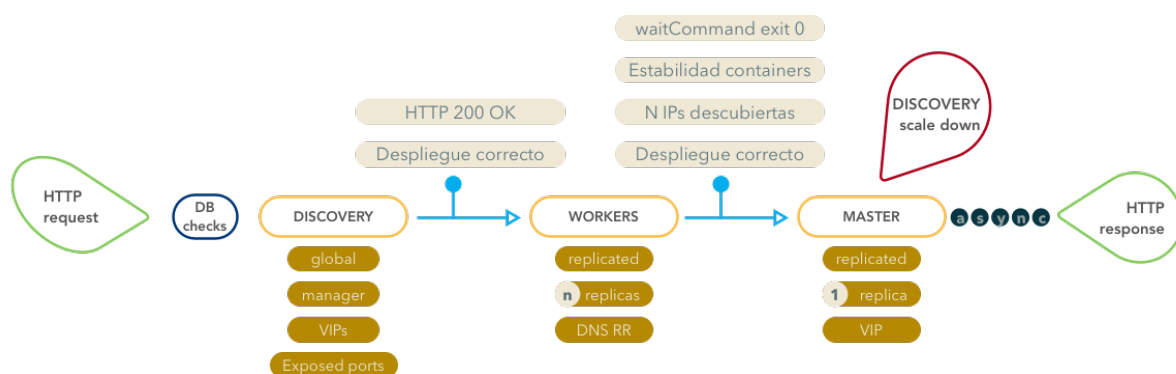 waitCommand exit 0
Estabilidad containers
HTTP 200 OK
N IPs descubiertas
DISCOVERY
scale down
Despliegue correcto
Despliegue correcto
HTTP
request
DB
checks
DISCOVERY
WORKERS
MASTER
async
HTTP
response
global
replicated
replicated
manager
n replicas
1 replica
VIPs
DNS RR
VIP
Exposed ports